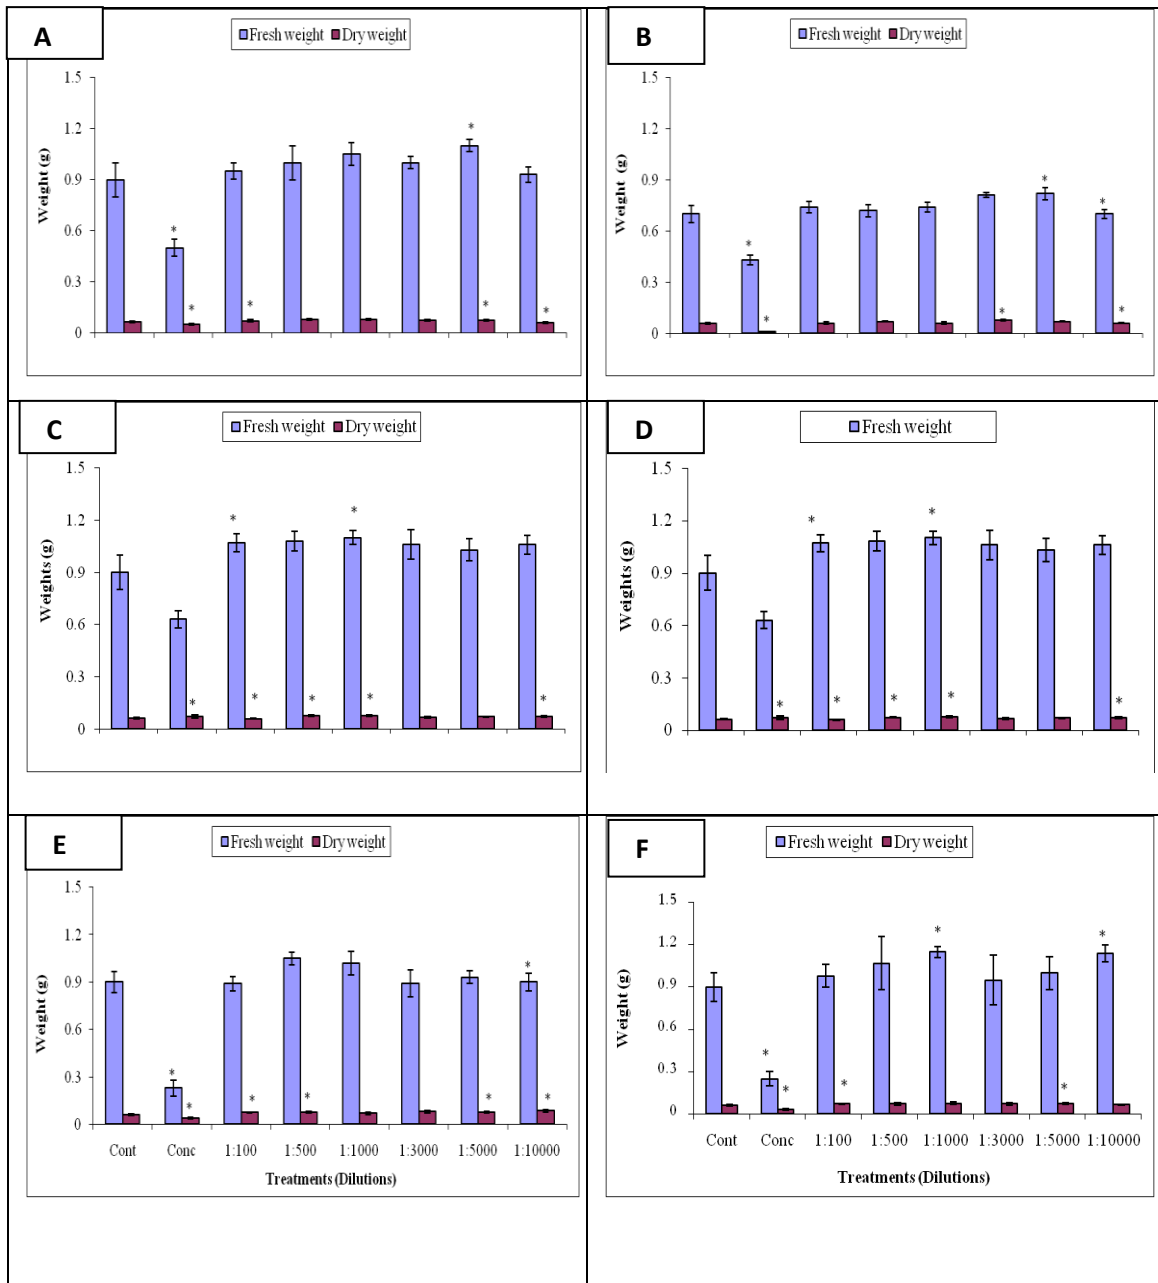 A
Fresh weight Dry weight
Weight (g)
1.5
1.2
*
0.9
*
0.6
0.3
* * * *
0
B
Fresh weight Dry weight
Weight (g)
1.5
1.2
0.9
* * *
0.6
0.3
* * *
0
C
Fresh weight Dry weight
Weights (g)
1.5
1.2
* *
0.9
0.6
0.3
* * * * *
0
D
Fresh weight
Weights (g)
1.5
1.2
* *
0.9
0.6
0.3
* * * * *
0
E
Fresh weight Dry weight
Weight (g)
1.5
1.2
*
0.9
0.6
0.3
*
* * * * *
0
Cont Conc 1:100 1:500 1:1000 1:3000 1:5000 1:10000
Treatments (Dilutions)
F
Fresh weight Dry weight
Weight (g)
1.5
* *
1.2
0.9
0.6
*
0.3
* * *
0
Cont Conc 1:100 1:500 1:1000 1:3000 1:5000 1:10000
Treatments (Dilutions)